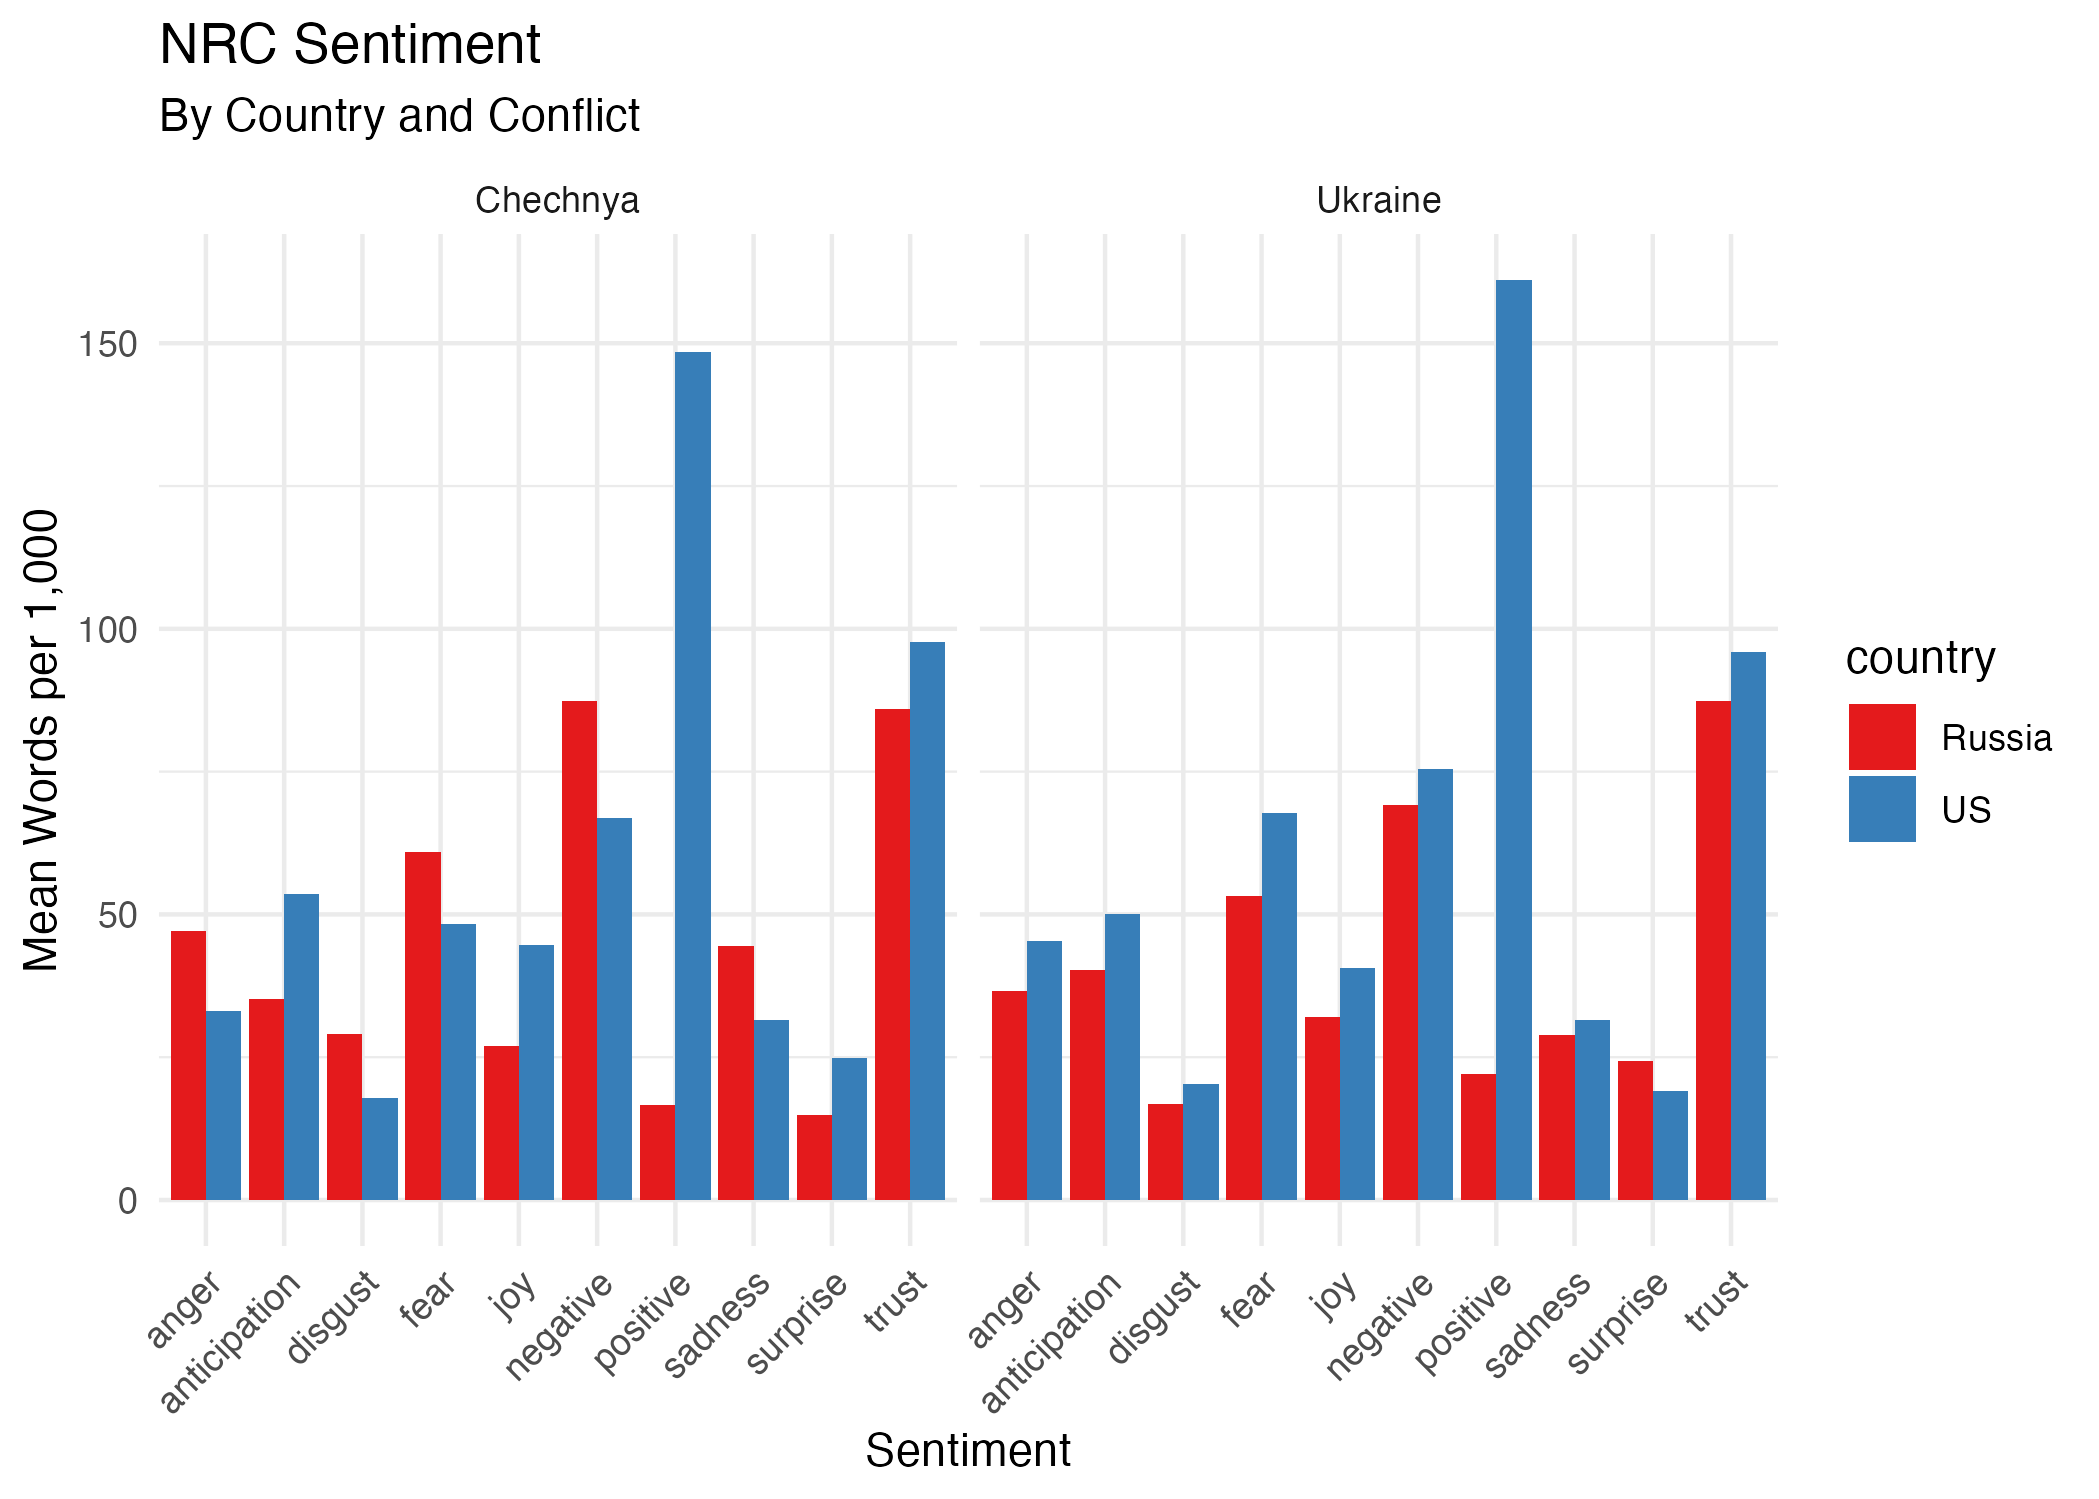 NRC Sentiment
By Country and Conflict
Chechnya
Ukraine
Mean Words per 1,000
150
100
50
0
anger
anticipation
disgust
fear
joy
negative
positive
sadness
surprise
trust
anger
anticipation
disgust
fear
joy
negative
positive
sadness
surprise
trust
Sentiment
country
Russia
US